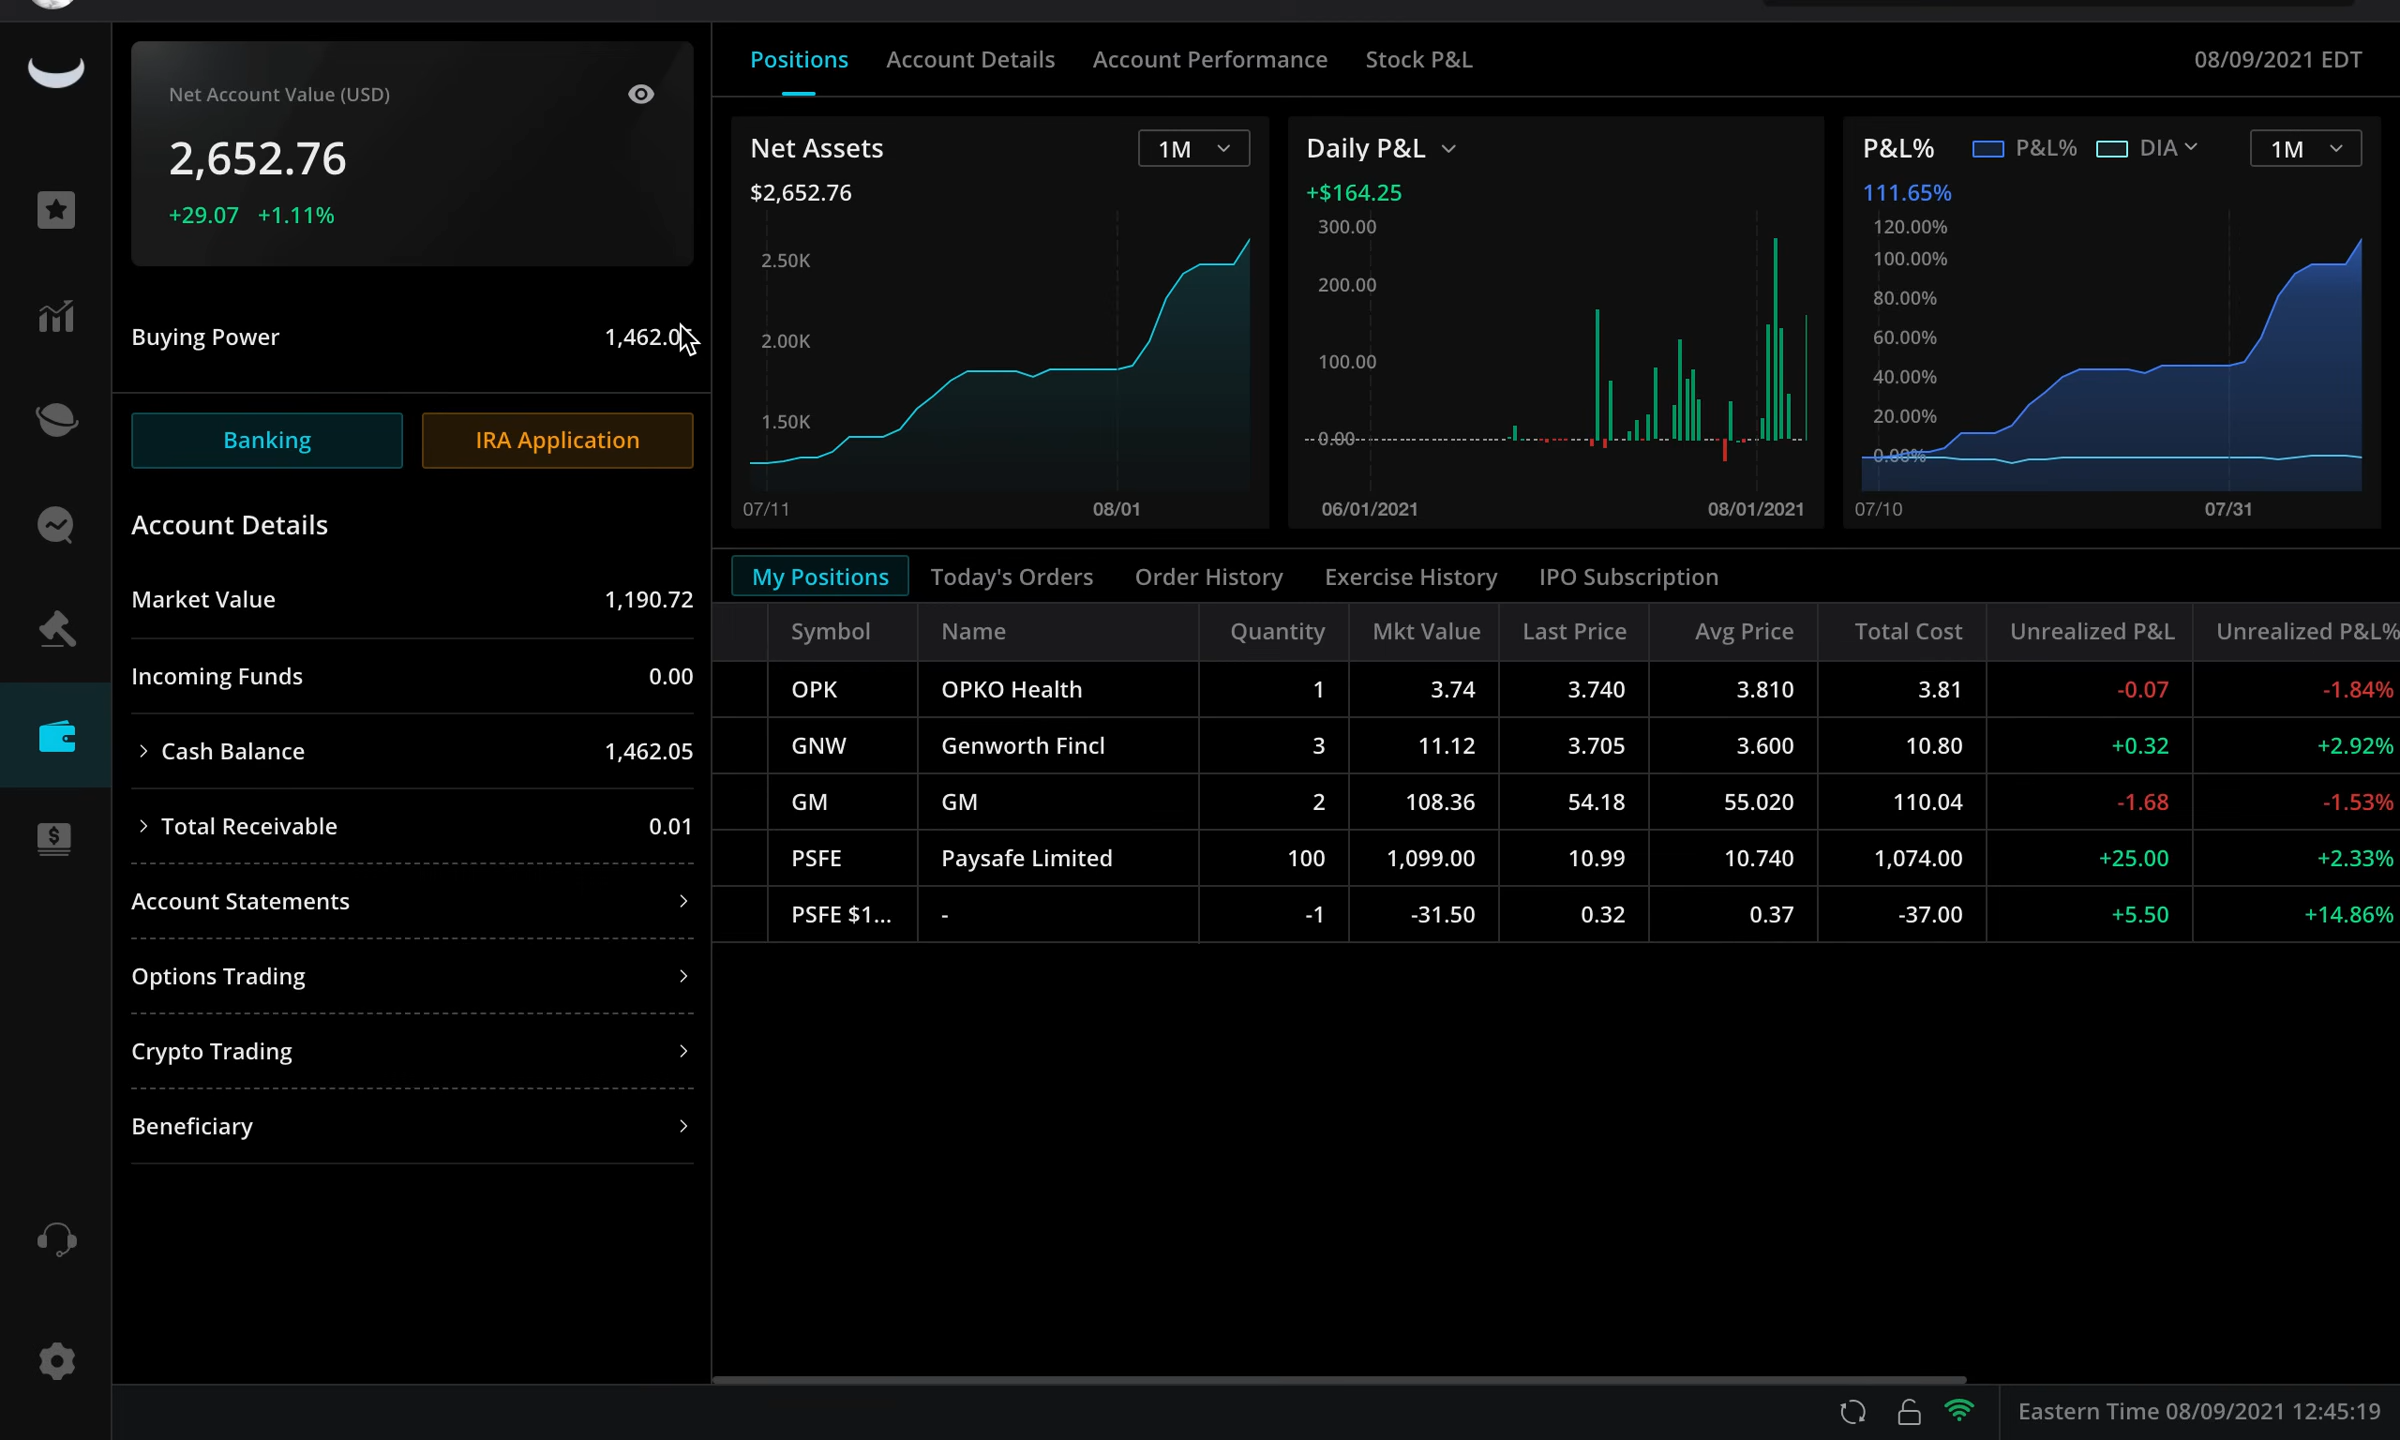 Net Account Value (USD)
2,652.76
+29.07 +1.11%
Buying Power 1,462.0
Banking IRA Application
Account Details
Market Value 1,190.72
Incoming Funds 0.00
Cash Balance 1,462.05
Total Receivable 0.01
Account Statements
Options Trading
Crypto Trading
Beneficiary
Positions Account Details Account Performance Stock P&L 08/09/2021 EDT
Net Assets 1M
$2,652.76
2.50K
2.00K
1.50K
07/11 08/01
Daily P&L
+$164.25
300.00
200.00
100.00
0.00
06/01/2021 08/01/2021
P&L% P&L% DIA 1M
111.65%
120.00%
100.00%
80.00%
60.00%
40.00%
20.00%
0.00%
07/10 07/31
My Positions Today's Orders Order History Exercise History IPO Subscription
Symbol Name Quantity Mkt Value Last Price Avg Price Total Cost Unrealized P&L Unrealized P&L%
OPK OPKO Health 1 3.74 3.740 3.810 3.81 -0.07 -1.84%
GNW Genworth Fincl 3 11.12 3.705 3.600 10.80 +0.32 +2.92%
GM GM 2 108.36 54.18 55.020 110.04 -1.68 -1.53%
PSFE Paysafe Limited 100 1,099.00 10.99 10.740 1,074.00 +25.00 +2.33%
PSFE $1... - -1 -31.50 0.32 0.37 -37.00 +5.50 +14.86%
Eastern Time 08/09/2021 12:45:19